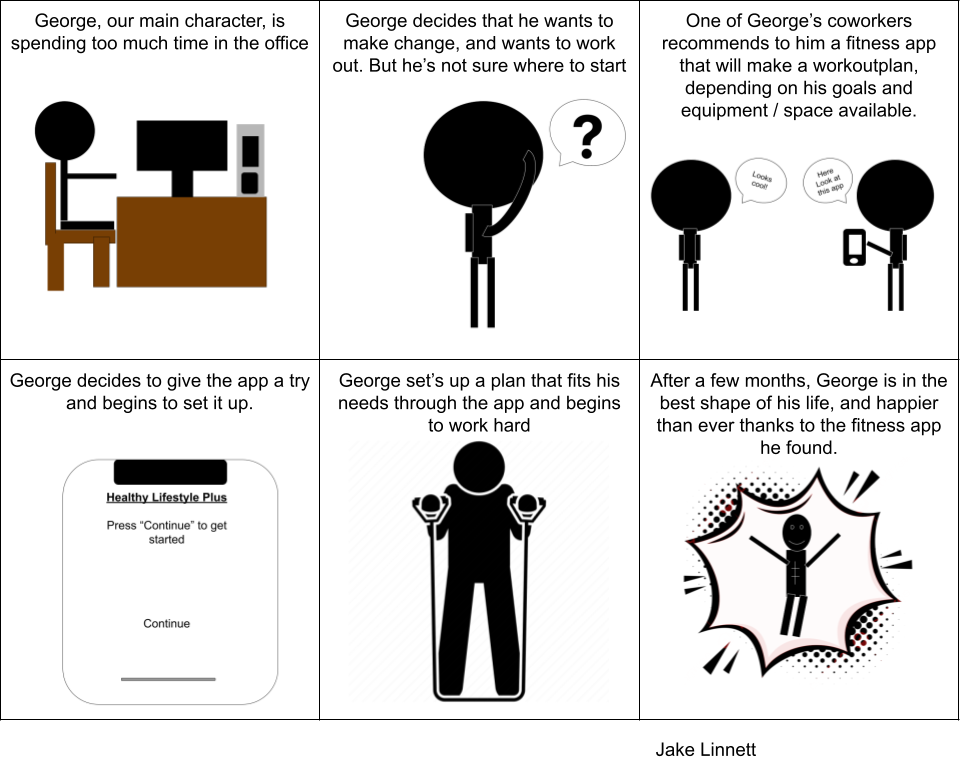 George, our main character, is
spending too much time in the office
George decides that he wants to
make change, and wants to work
out. But he's not sure where to start
?
One of George’s coworkers
recommends to him a fitness app
that will make a workoutplan,
depending on his goals and
equipment / space available.
Looks
cool!
Here
Look at
this app
George decides to give the app a try
and begins to set it up.
Healthy Lifestyle Plus
Press “Continue” to get
started
Continue
George set’s up a plan that fits his
needs through the app and begins
to work hard
After a few months, George is in the
best shape of his life, and happier
than ever thanks to the fitness app
he found.
Jake Linnett